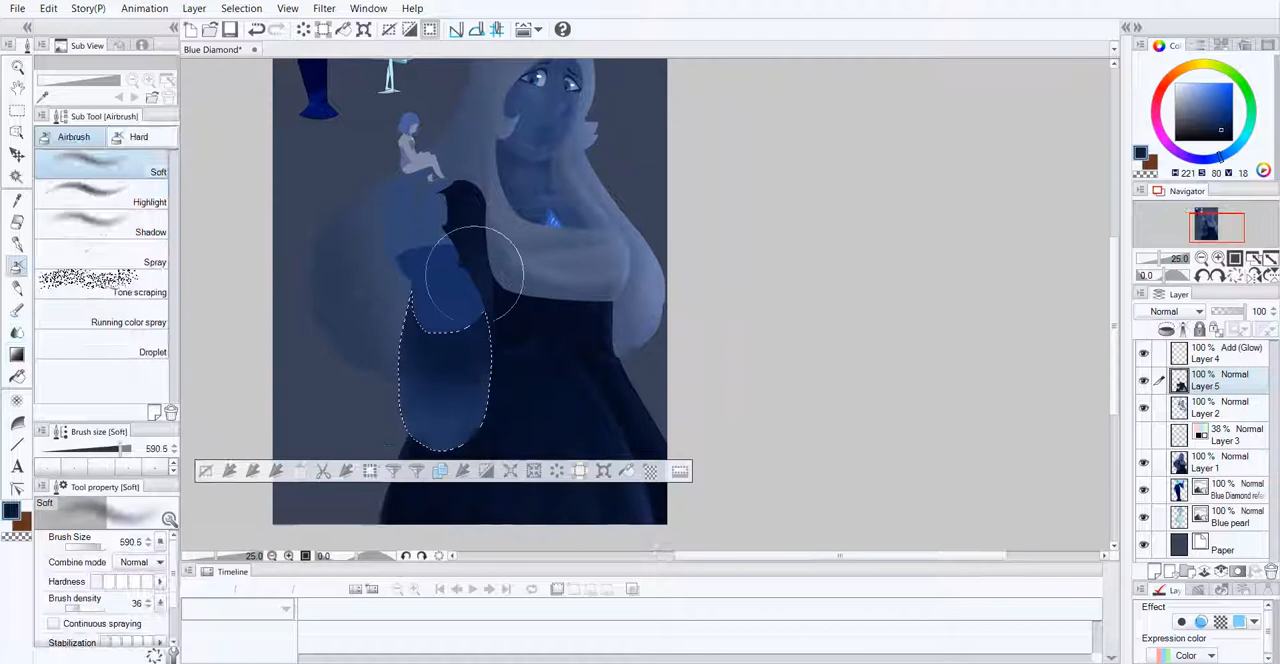 File Edit Story(P) Animation Layer Selection View Filter Window Help
Sub View
Blue Diamond*
Sub Tool [Airbrush]
Airbrush Hard
Soft
Highlight
Shadow
Spray
Tone scraping
Running color spray
Droplet
Brush size [Soft]
590.5
Tool property [Soft]
Soft
Brush Size 590.5
Combine mode Normal
Hardness
Brush density 36
Continuous spraying
Stabilization
25.0 0.0
Timeline
Col
H 221 S 80 V 18
Navigator
25.0
0.0
Layer
Normal 100
100 % Add (Glow)
Layer 4
100 % Normal
Layer 5
100 % Normal
Layer 2
38 % Normal
Layer 3
100 % Normal
Layer 1
100 % Normal
Blue Diamond refe
100 % Normal
Blue pearl
Paper
Lay
Effect
Expression color
Color